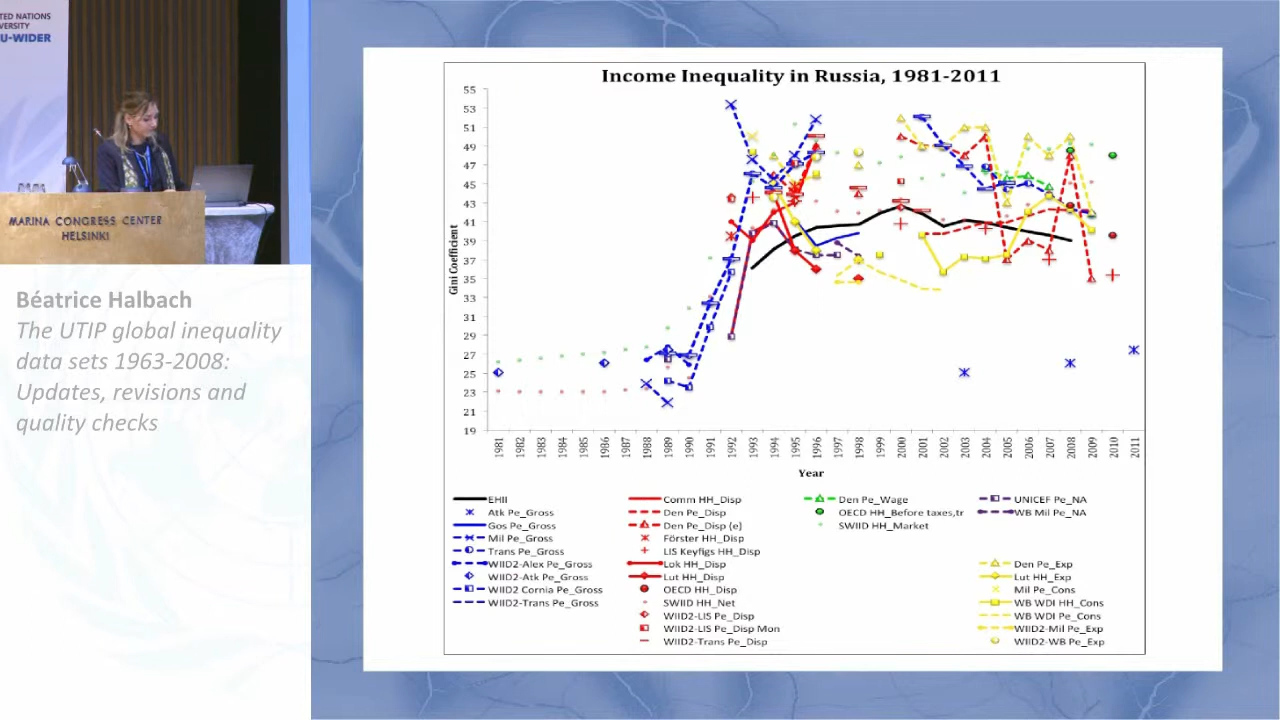 TED NATIONS
VERSITY
U-WIDER
MARINA CONGRESS CENTER
HELSINKI
Béatrice Halbach
The UTIP global inequality
data sets 1963-2008:
Updates, revisions and
quality checks
Income Inequality in Russia, 1981-2011
Gini Coefficient
55
53
51
49
47
45
43
41
39
37
35
33
31
29
27
25
23
21
19
1981 1982 1983 1984 1985 1986 1987 1988 1989 1990 1991 1992 1993 1994 1995 1996 1997 1998 1999 2000 2001 2002 2003 2004 2005 2006 2007 2008 2009 2010 2011
Year
EHII
Atk Pe_Gross
Gos Pe_Gross
Mil Pe_Gross
Trans Pe_Gross
WIID2-Alex Pe_Gross
WIID2-Atk Pe_Gross
WIID2 Cornia Pe_Gross
WIID2-Trans Pe_Gross
Comm HH_Disp
Den Pe_Disp
Den Pe_Disp (e)
Förster HH_Disp
LIS Keyfigs HH_Disp
Lok HH_Disp
Lut HH_Disp
OECD HH_Disp
SWIID HH_Net
WIID2-LIS Pe_Disp
WIID2-LIS Pe_Disp Mon
WIID2-Trans Pe_Disp
Den Pe_Wage
OECD HH_Before taxes,tr
SWIID HH_Market
UNICEF Pe_NA
WB Mil Pe_NA
Den Pe_Exp
Lut HH_Exp
Mil Pe_Cons
WB WDI HH_Cons
WB WDI Pe_Cons
WIID2-Mil Pe_Exp
WIID2-WB Pe_Exp